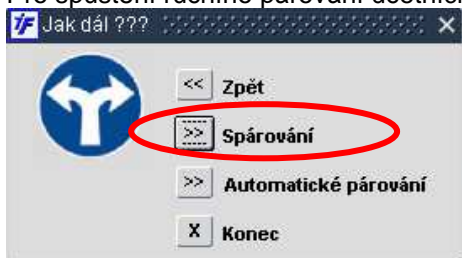 Jak dál ???
<< Zpět
>> Spárování
>> Automatické párování
X Konec